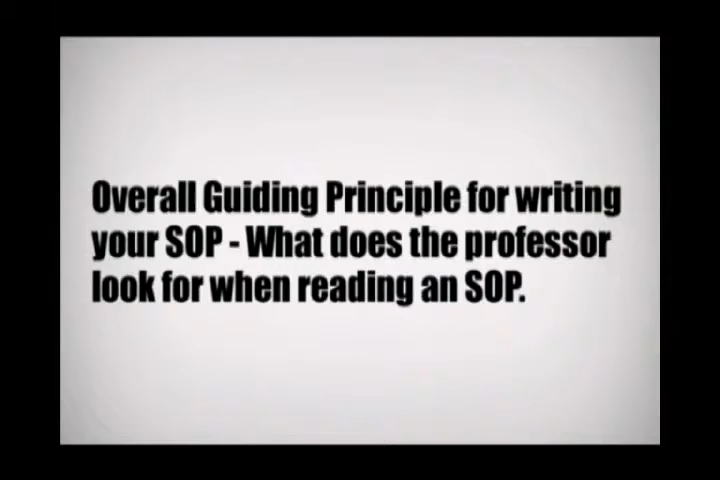 Overall Guiding Principle for writing
your SOP - What does the professor
look for when reading an SOP.